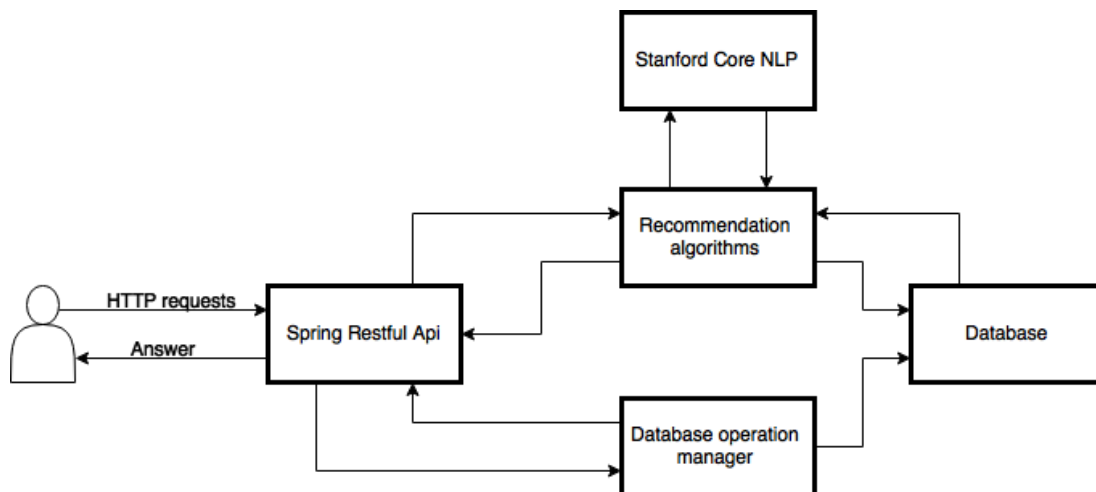 Stanford Core NLP
Recommendation
algorithms
HTTP requests
Spring Restful Api
Answer
Database
Database operation
manager